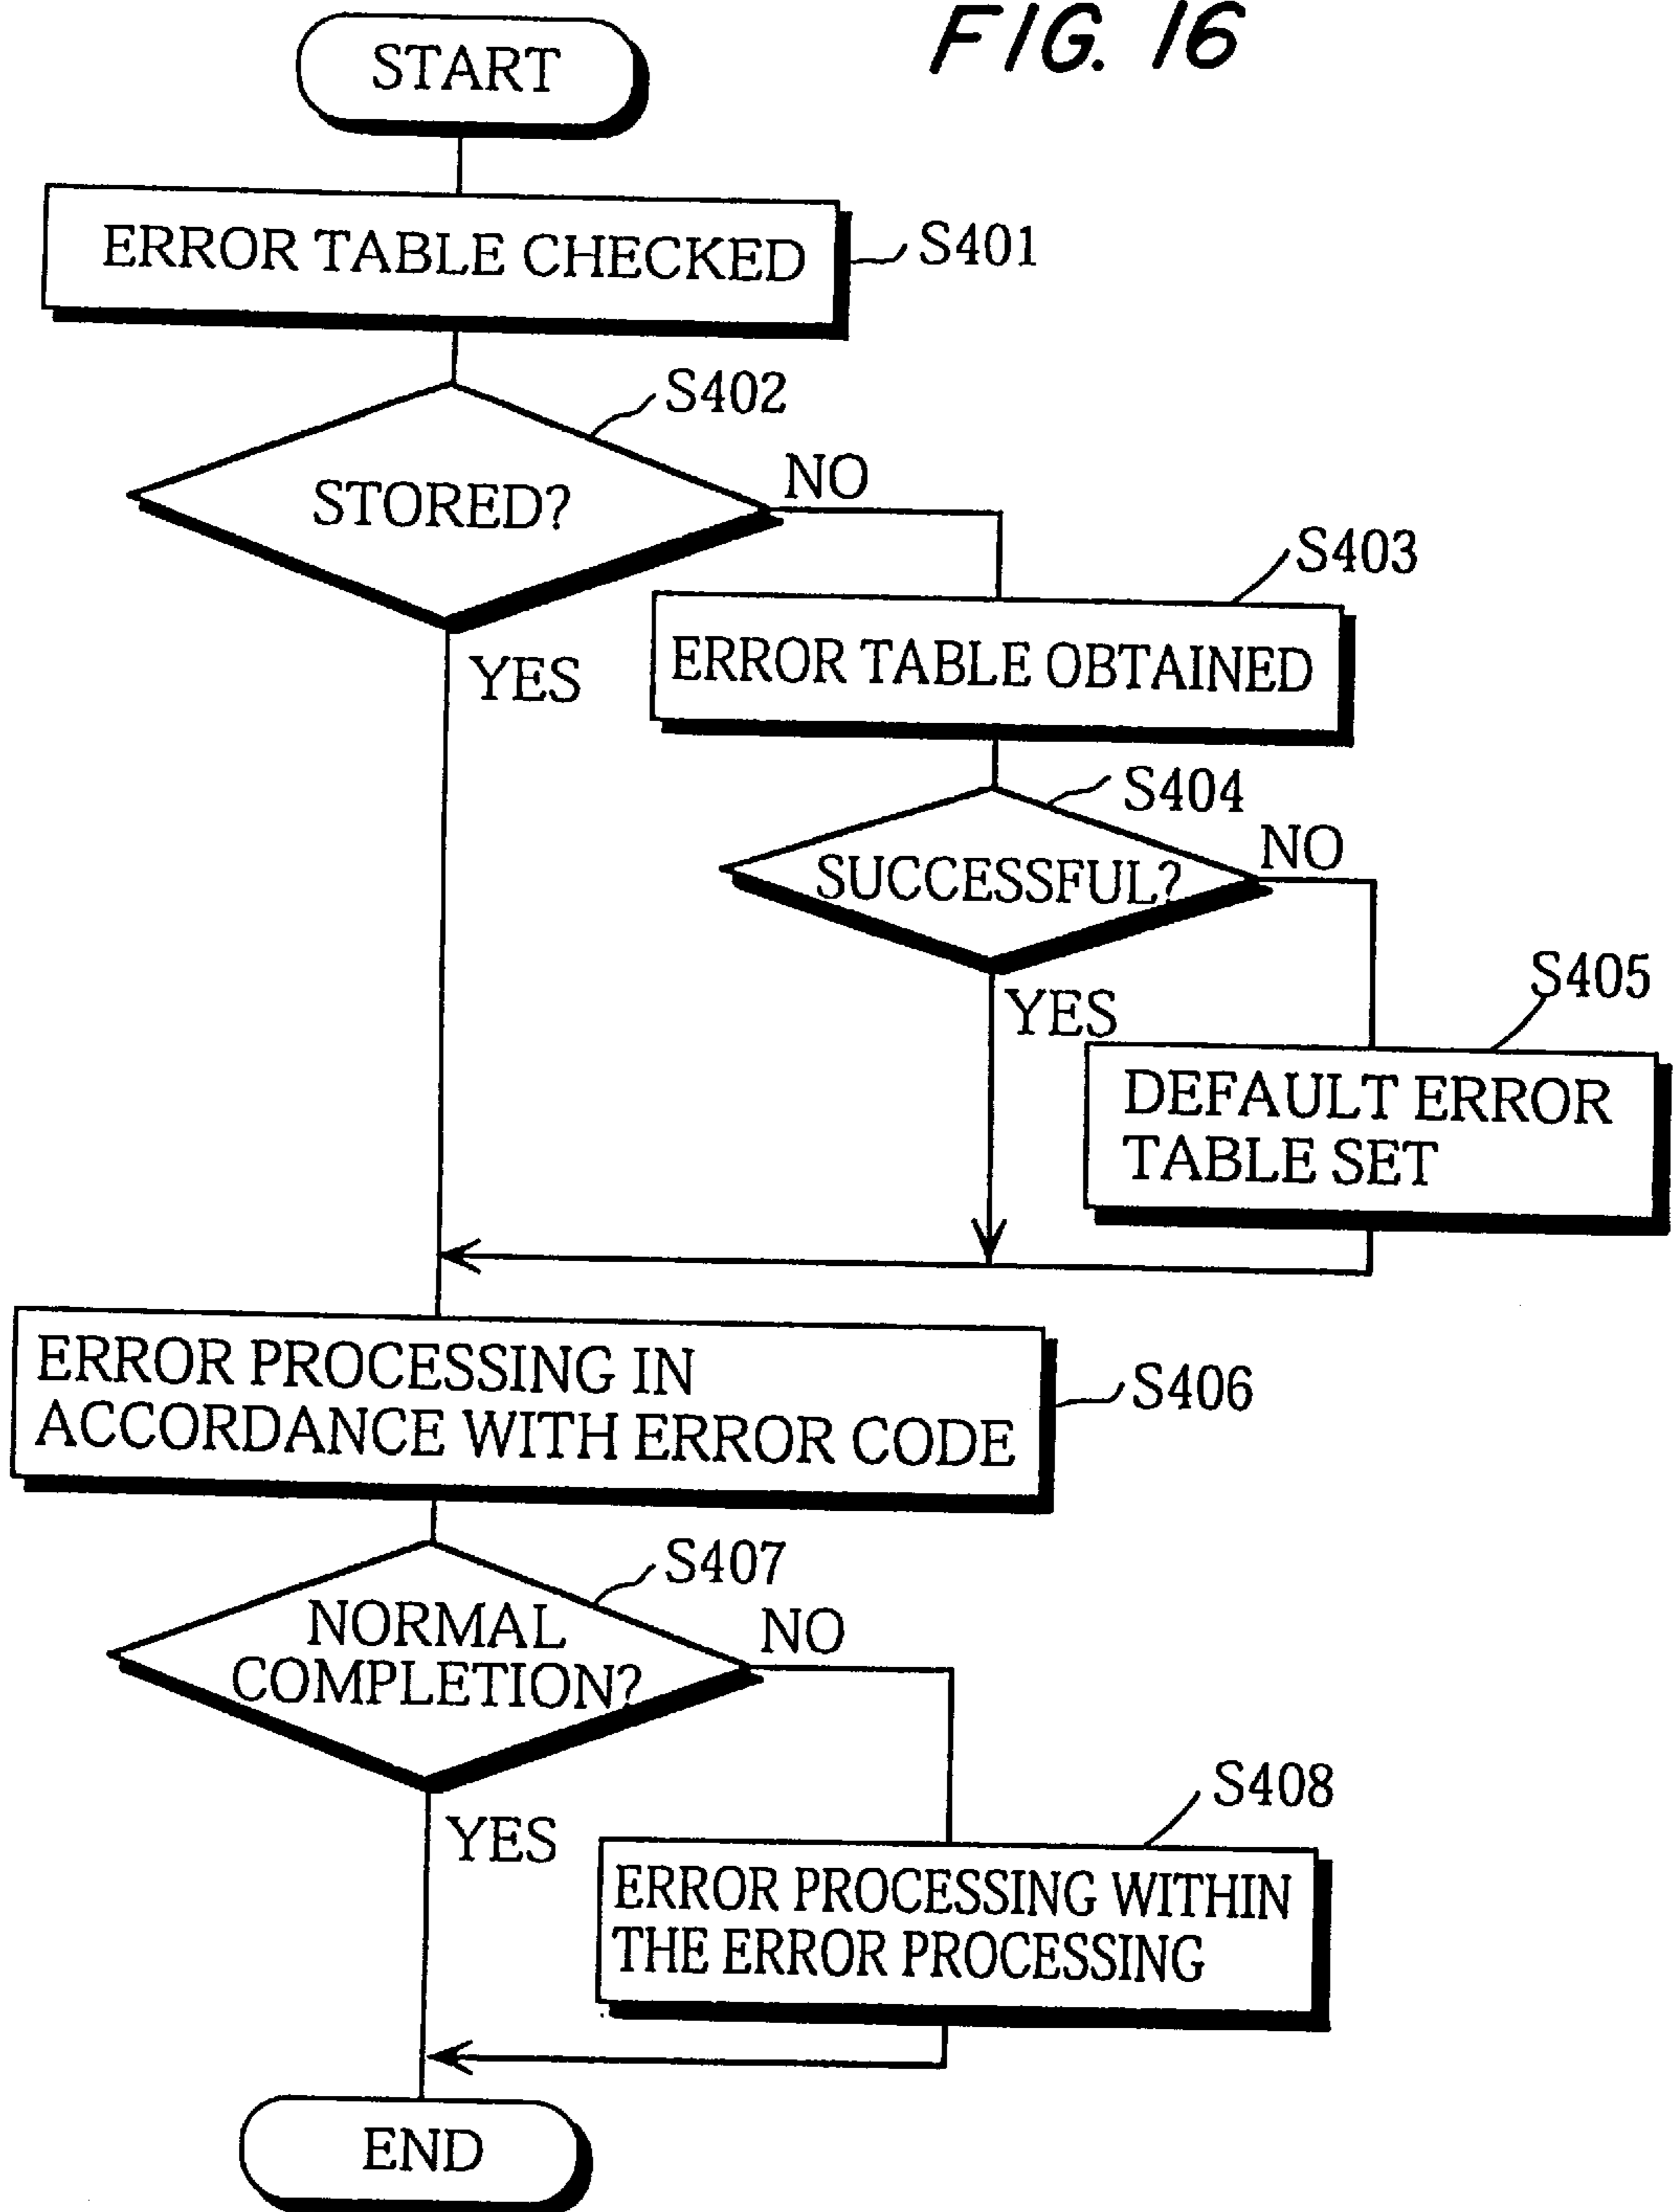 FIG. 16
START
ERROR TABLE CHECKED
S401
S402
STORED?
NO
YES
S403
ERROR TABLE OBTAINED
S404
SUCCESSFUL?
NO
YES
S405
DEFAULT ERROR
TABLE SET
ERROR PROCESSING IN
ACCORDANCE WITH ERROR CODE
S406
S407
NORMAL
COMPLETION?
NO
YES
S408
ERROR PROCESSING WITHIN
THE ERROR PROCESSING
END